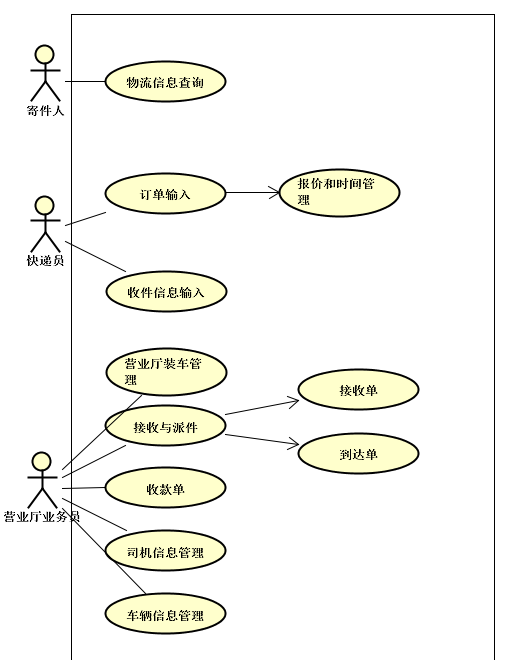 物流信息查询
寄件人
订单输入
报价和时间管
理
快递员
收件信息输入
营业厅装车管
理
接收单
接收与派件
到达单
收款单
营业厅业务员
司机信息管理
车辆信息管理